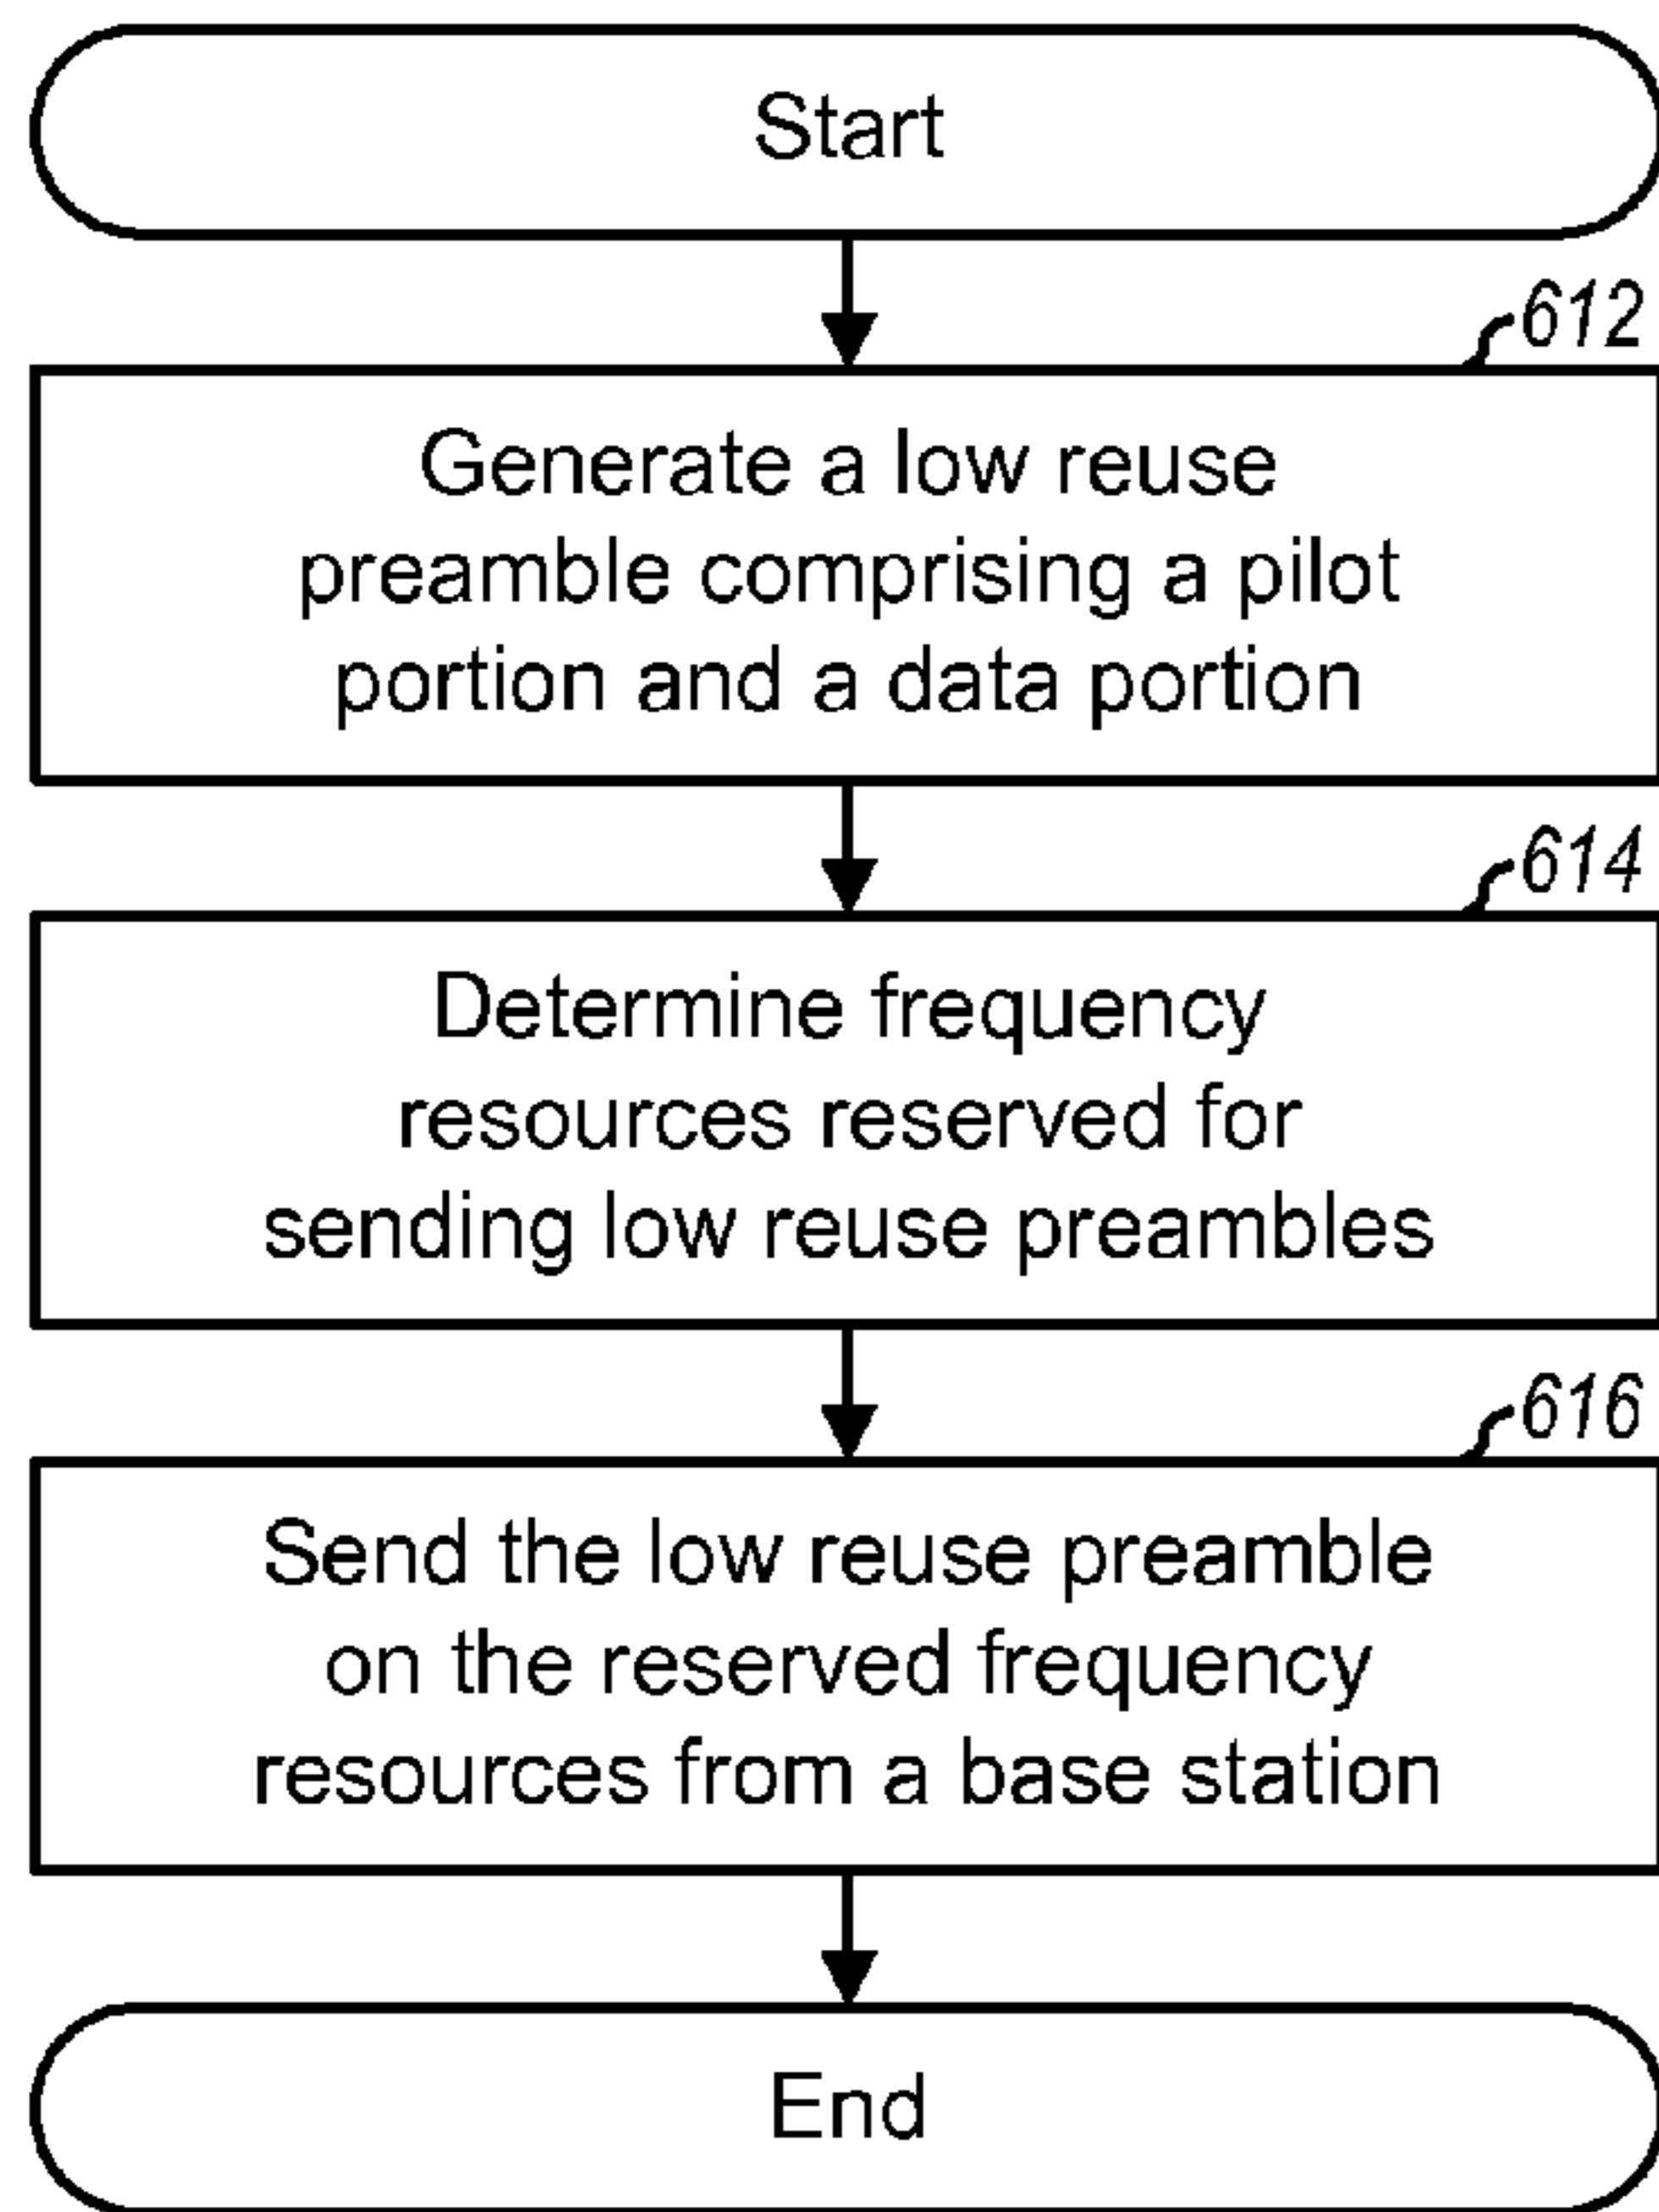 Start
612
Generate a low reuse
preamble comprising a pilot
portion and a data portion
614
Determine frequency
resources reserved for
sending low reuse preambles
616
Send the low reuse preamble
on the reserved frequency
resources from a base station
End